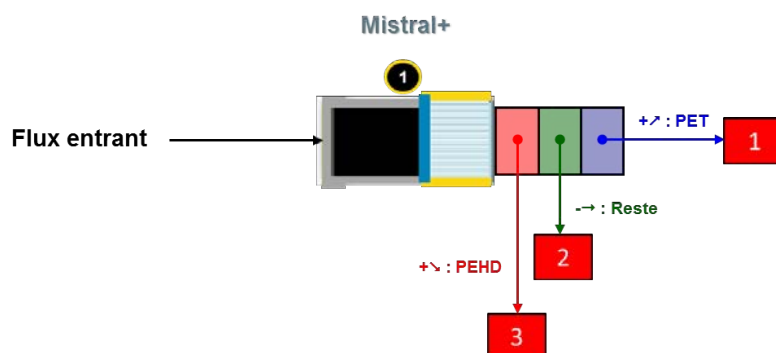 Mistral+
1
Flux entrant
+↗ : PET
1
-→ : Reste
2
+↘ : PEHD
3